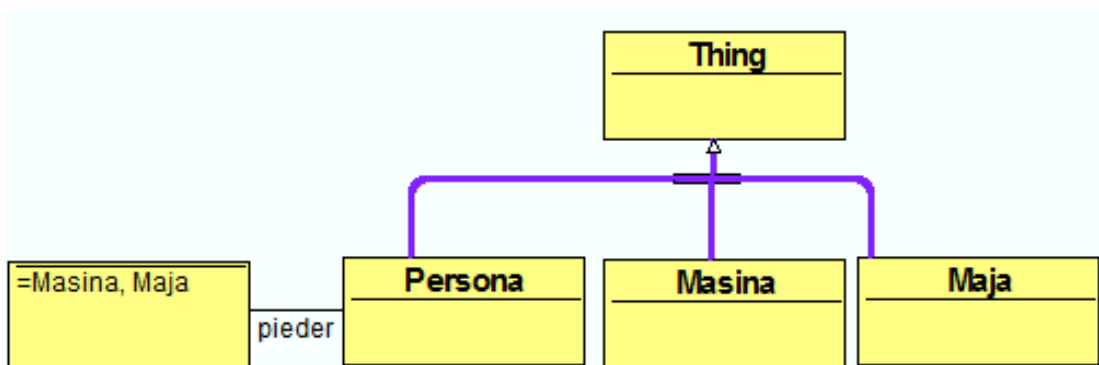 Thing
=Masina, Maja
pieder
Persona
Masina
Maja